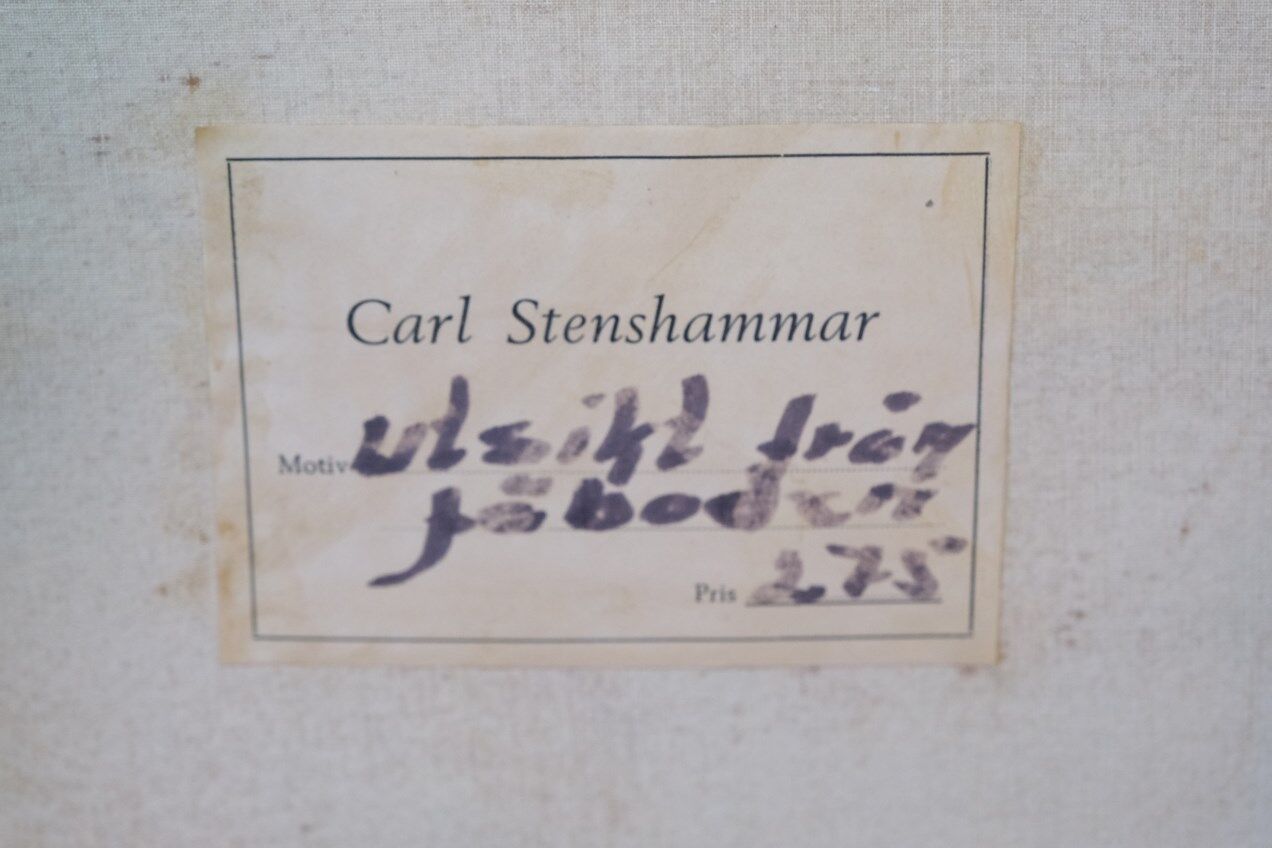 Carl Stenshammar
Motiv Utsikt från
fäboden
Pris 275